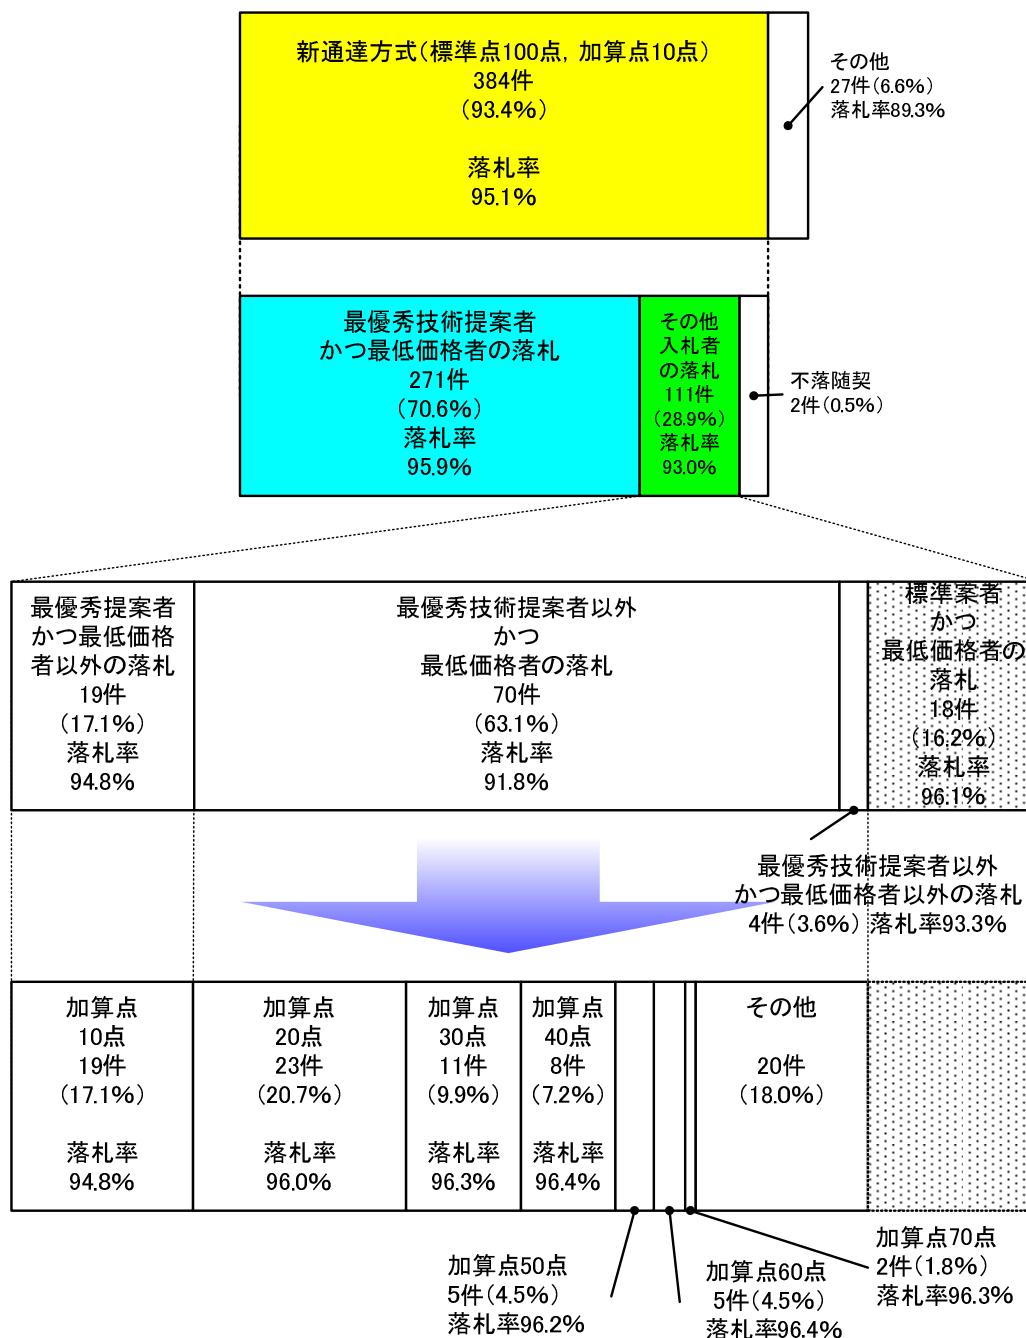 新通達方式(標準点100点, 加算点10点)
384件
(93.4%)
落札率
95.1%
その他
27件(6.6%)
落札率89.3%
最優秀技術提案者
かつ最低価格者の落札
271件
(70.6%)
落札率
95.9%
その他
入札者
の落札
111件
(28.9%)
落札率
93.0%
不落随契
2件(0.5%)
最優秀提案者
かつ最低価格
者以外の落札
19件
(17.1%)
落札率
94.8%
最優秀技術提案者以外
かつ
最低価格者の落札
70件
(63.1%)
落札率
91.8%
標準案者
かつ
最低価格者の
落札
18件
(16.2%)
落札率
96.1%
最優秀技術提案者以外
かつ最低価格者以外の落札
4件(3.6%) 落札率93.3%
加算点
10点
19件
(17.1%)
落札率
94.8%
加算点
20点
23件
(20.7%)
落札率
96.0%
加算点
30点
11件
(9.9%)
落札率
96.3%
加算点
40点
8件
(7.2%)
落札率
96.4%
その他
20件
(18.0%)
加算点50点
5件(4.5%)
落札率96.2%
加算点60点
5件(4.5%)
落札率96.4%
加算点70点
2件(1.8%)
落札率96.3%